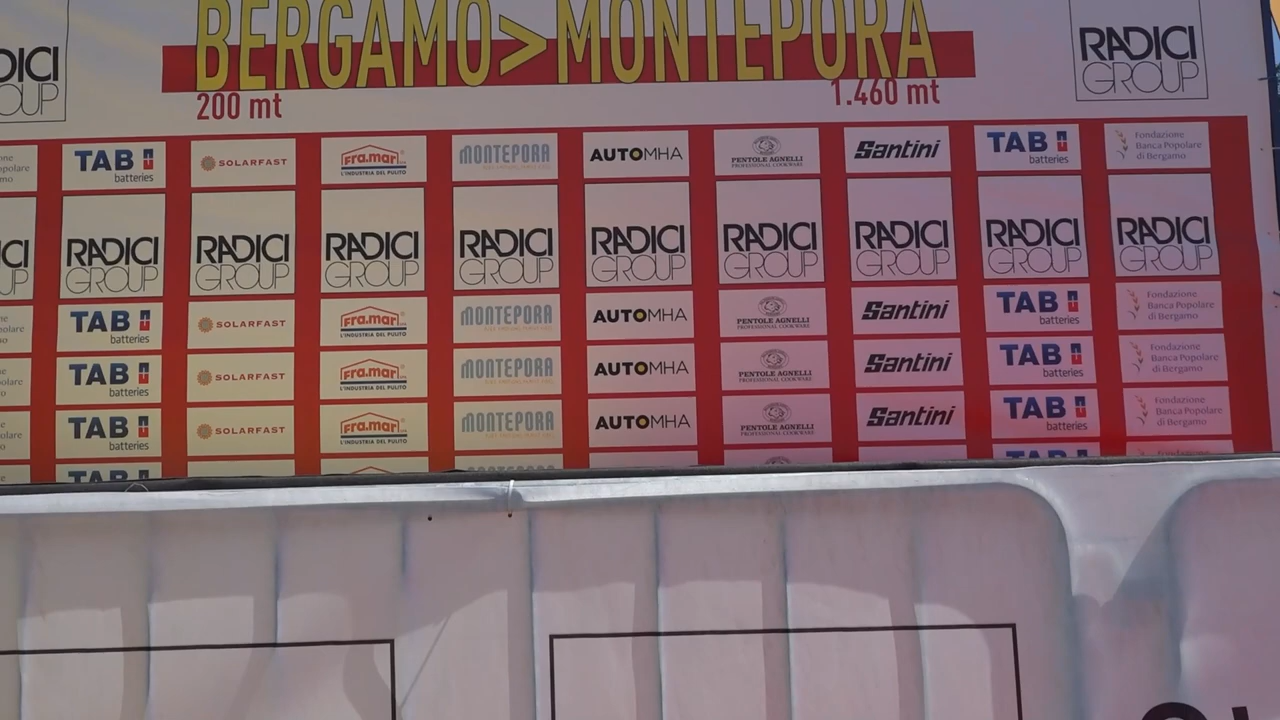 BERGAMO>MONTEPORA
200 mt
1.460 mt
RADICI
GROUP
TAB batteries
SOLARFAST
Fra.mar
L'INDUSTRIA DEL PULITO
MONTEPORA
AUTOMHA
PENTOLE AGNELLI
PROFESSIONAL COOKWARE
Santini
TAB batteries
Fondazione
Banca Popolare
di Bergamo
RADICI GROUP RADICI GROUP RADICI GROUP RADICI GROUP RADICI GROUP RADICI GROUP RADICI GROUP RADICI GROUP RADICI GROUP
TAB batteries
SOLARFAST
Fra.mar
L'INDUSTRIA DEL PULITO
MONTEPORA
AUTOMHA
PENTOLE AGNELLI
PROFESSIONAL COOKWARE
Santini
TAB batteries
Fondazione
Banca Popolare
di Bergamo
TAB batteries
SOLARFAST
Fra.mar
L'INDUSTRIA DEL PULITO
MONTEPORA
AUTOMHA
PENTOLE AGNELLI
PROFESSIONAL COOKWARE
Santini
TAB batteries
Fondazione
Banca Popolare
di Bergamo
TAB batteries
SOLARFAST
Fra.mar
L'INDUSTRIA DEL PULITO
MONTEPORA
AUTOMHA
PENTOLE AGNELLI
PROFESSIONAL COOKWARE
Santini
TAB batteries
Fondazione
Banca Popolare
di Bergamo